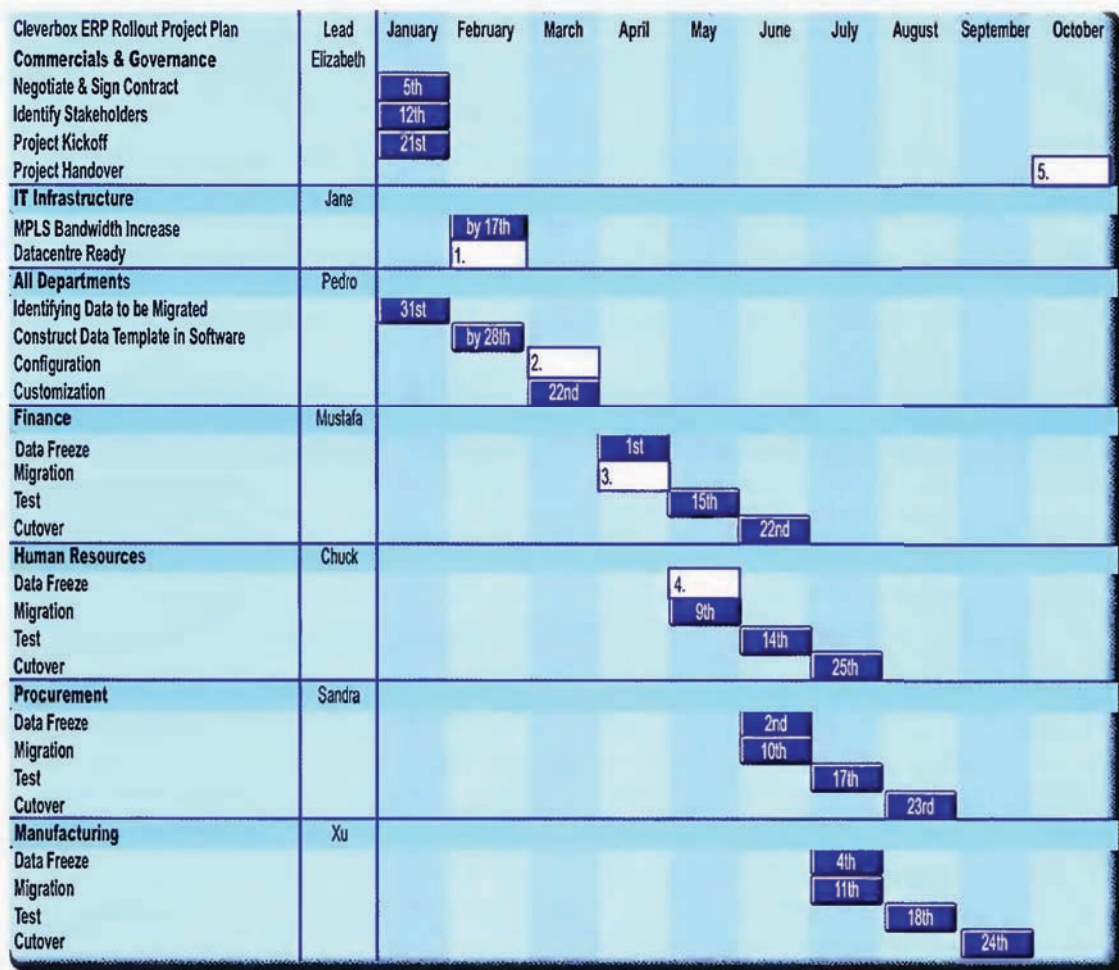 Cleverbox ERP Rollout Project Plan Lead January February March April May June July August September October
Commercials & Governance Elizabeth
Negotiate & Sign Contract 5th
Identify Stakeholders 12th
Project Kickoff 21st
Project Handover 5.
IT Infrastructure Jane
MPLS Bandwidth Increase by 17th
Datacentre Ready 1.
All Departments Pedro
Identifying Data to be Migrated 31st
Construct Data Template in Software by 28th
Configuration 2.
Customization 22nd
Finance Mustafa
Data Freeze 1st
Migration 3.
Test 15th
Cutover 22nd
Human Resources Chuck
Data Freeze 4.
Migration 9th
Test 14th
Cutover 25th
Procurement Sandra
Data Freeze 2nd
Migration 10th
Test 17th
Cutover 23rd
Manufacturing Xu
Data Freeze 4th
Migration 11th
Test 18th
Cutover 24th